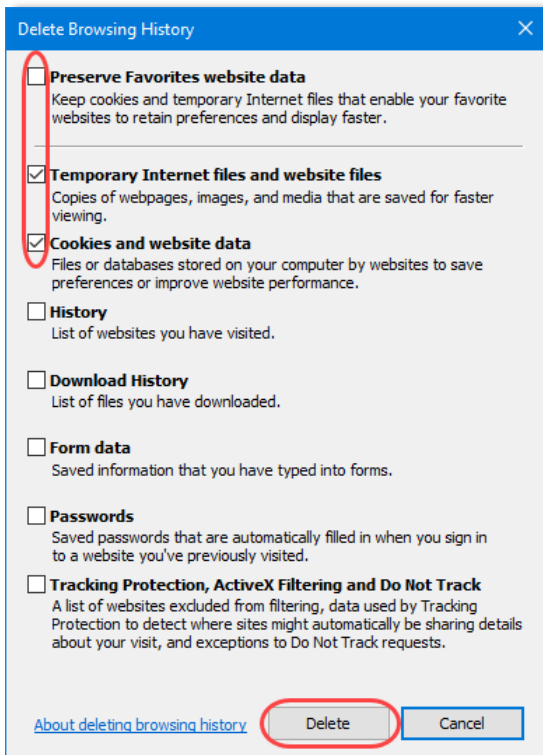 Delete Browsing History
Preserve Favorites website data
Keep cookies and temporary Internet files that enable your favorite
websites to retain preferences and display faster.
Temporary Internet files and website files
Copies of webpages, images, and media that are saved for faster
viewing.
Cookies and website data
Files or databases stored on your computer by websites to save
preferences or improve website performance.
History
List of websites you have visited.
Download History
List of files you have downloaded.
Form data
Saved information that you have typed into forms.
Passwords
Saved passwords that are automatically filled in when you sign in
to a website you've previously visited.
Tracking Protection, ActiveX Filtering and Do Not Track
A list of websites excluded from filtering, data used by Tracking
Protection to detect where sites might automatically be sharing details
about your visit, and exceptions to Do Not Track requests.
About deleting browsing history Delete Cancel